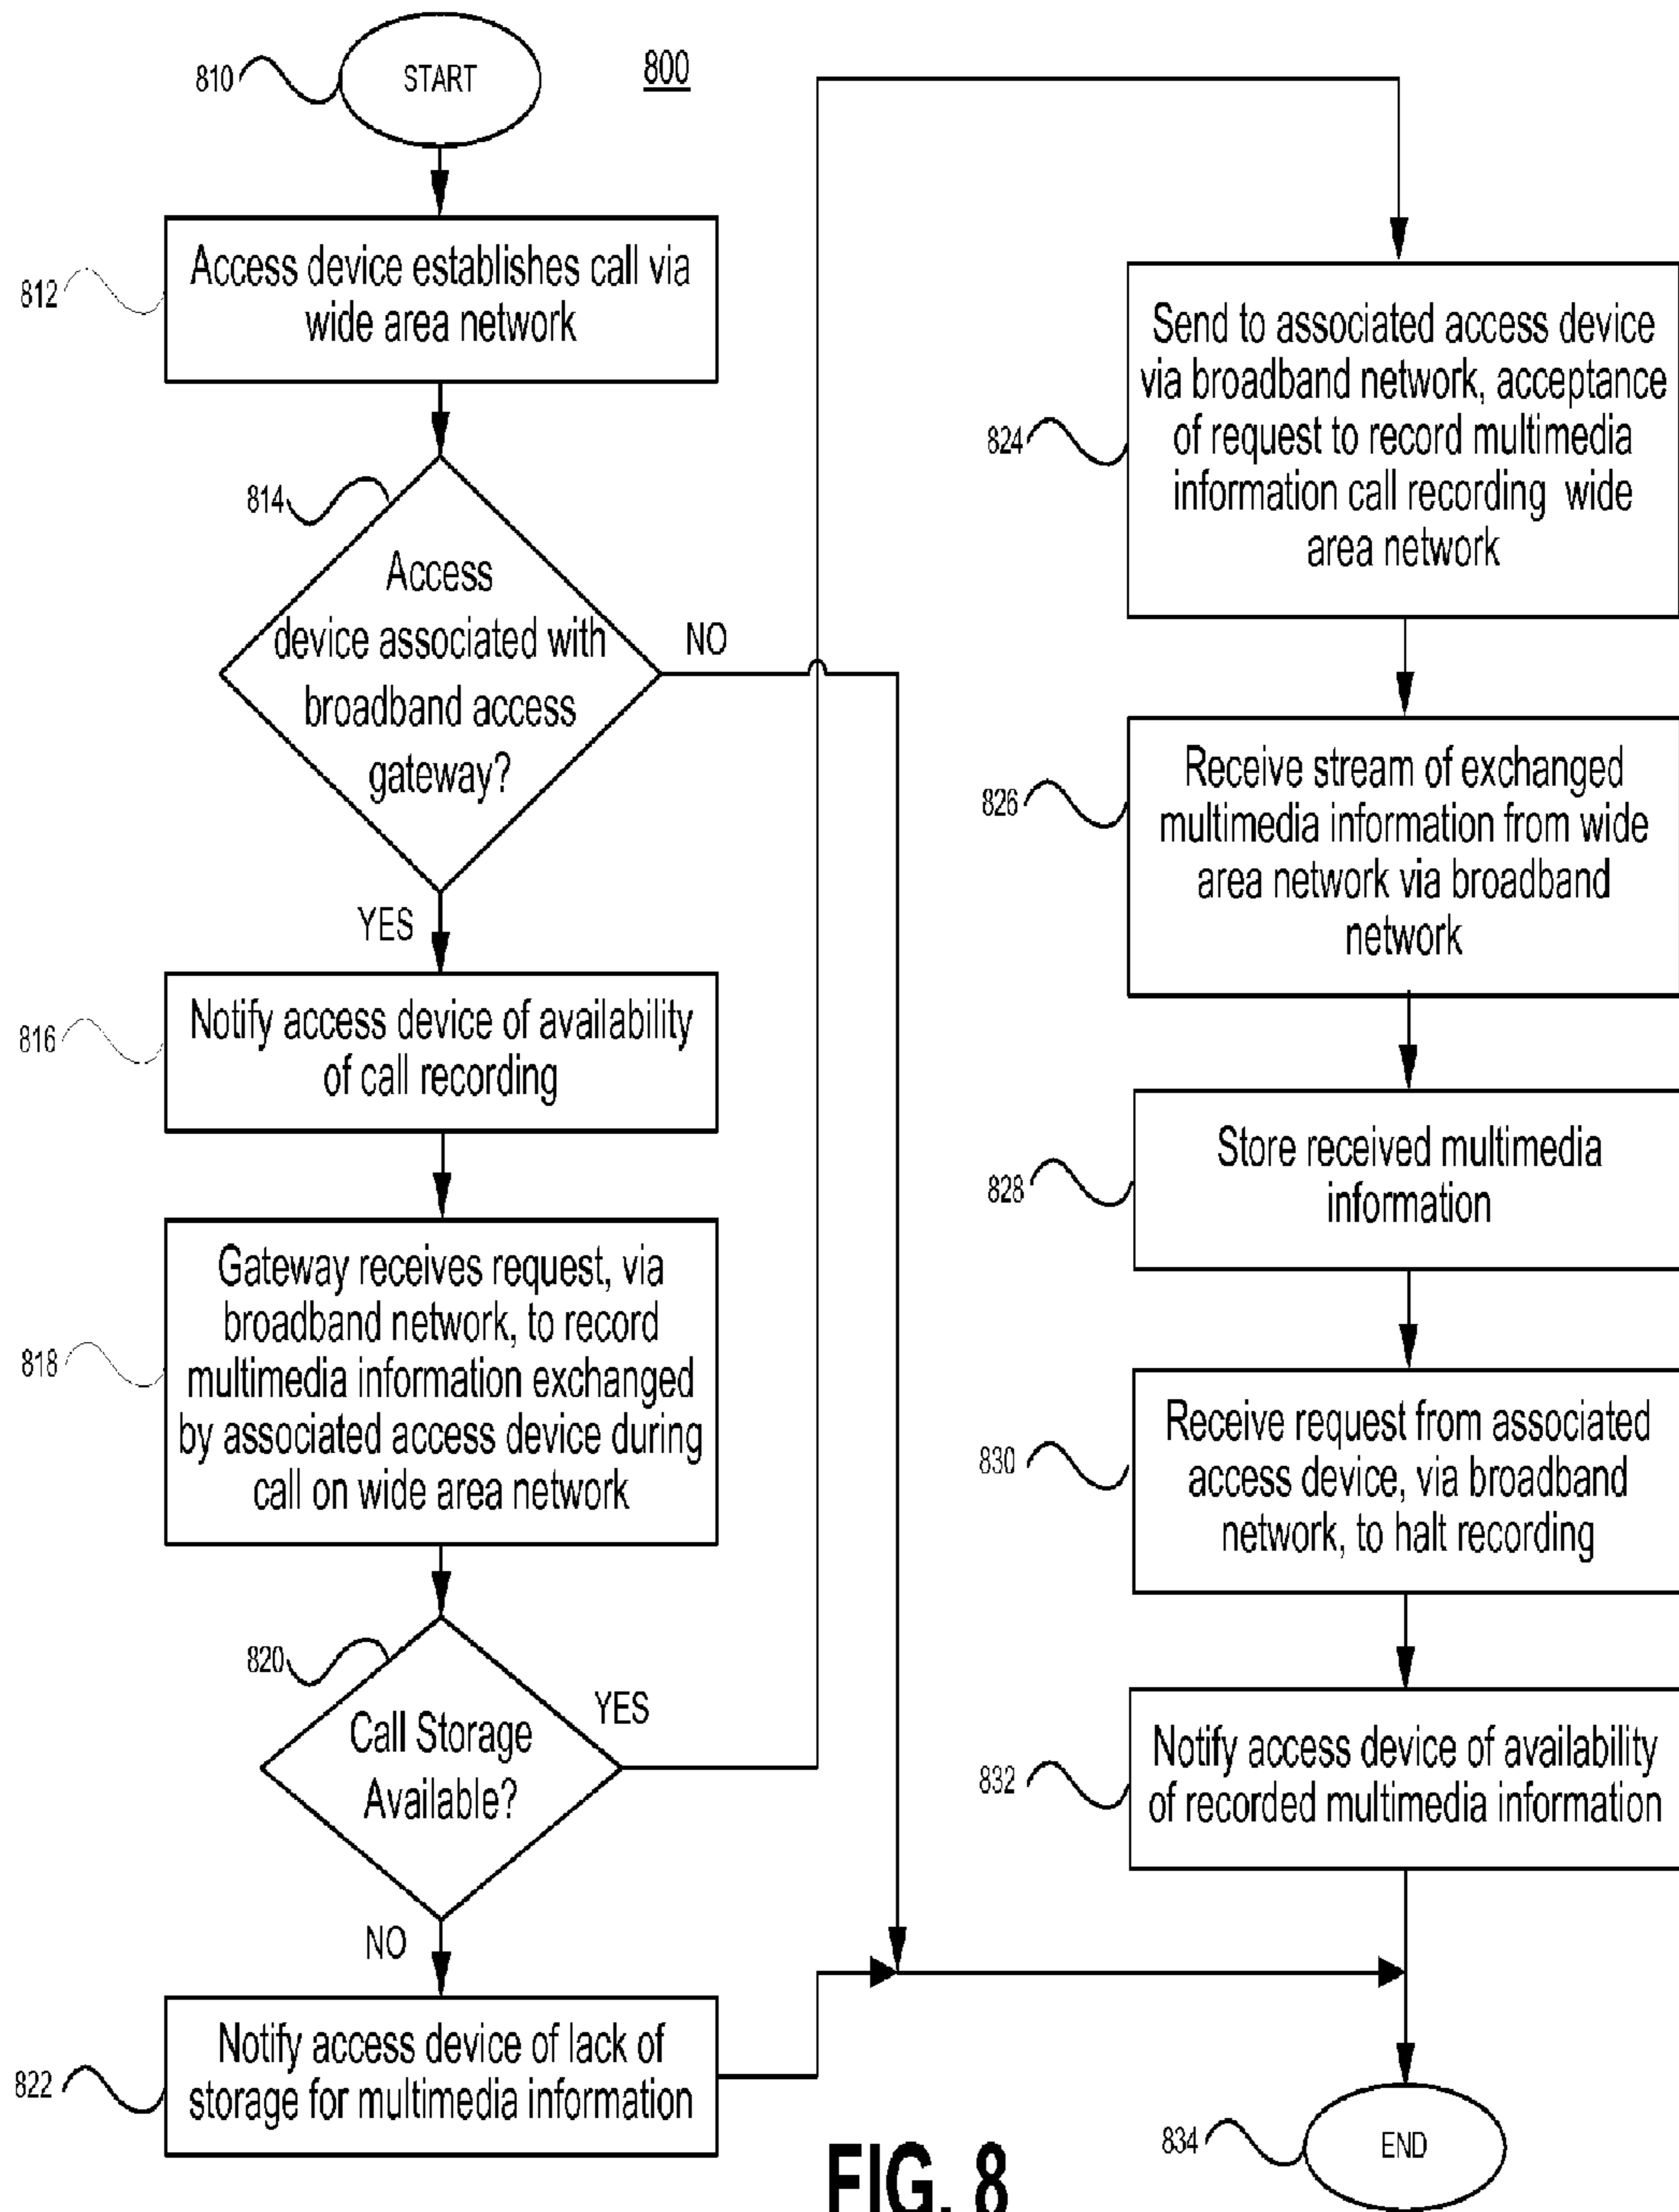 800
810
START
812
Access device establishes call via
wide area network
814
Access
device associated with
broadband access
gateway?
NO
YES
816
Notify access device of availability
of call recording
818
Gateway receives request, via
broadband network, to record
multimedia information exchanged
by associated access device during
call on wide area network
820
Call Storage
Available?
YES
NO
822
Notify access device of lack of
storage for multimedia information
824
Send to associated access device
via broadband network, acceptance
of request to record multimedia
information call recording wide
area network
826
Receive stream of exchanged
multimedia information from wide
area network via broadband
network
828
Store received multimedia
information
830
Receive request from associated
access device, via broadband
network, to halt recording
832
Notify access device of availability
of recorded multimedia information
834
END
FIG. 8